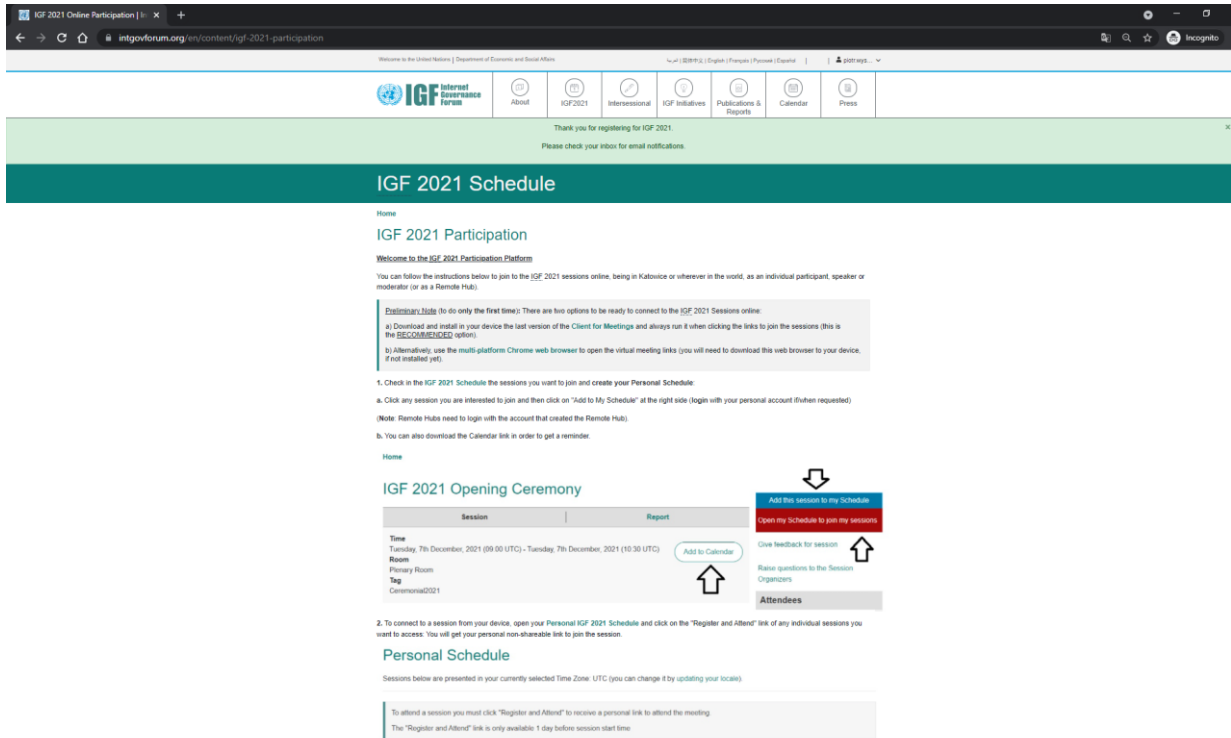 IGF 2021 Online Participation | In
intgovforum.org/en/content/igf-2021-participation
Incognito
Welcome to the United Nations | Department of Economic and Social Affairs
English | Français | Русский | Español |
IGF Internet Governance Forum
About
IGF2021
Intersessional
IGF Initiatives
Publications & Reports
Calendar
Press
Thank you for registering for IGF 2021.
Please check your inbox for email notifications.
IGF 2021 Schedule
Home
IGF 2021 Participation
Welcome to the IGF 2021 Participation Platform
You can follow the instructions below to join to the IGF 2021 sessions online, being in Katowice or wherever in the world, as an individual participant, speaker or
moderator (or as a Remote Hub).
Preliminary Note (to do only the first time): There are two options to be ready to connect to the IGF 2021 Sessions online:
a) Download and install in your device the last version of the Client for Meetings and always run it when clicking the links to join the sessions (this is
the RECOMMENDED option).
b) Alternatively, use the multi-platform Chrome web browser to open the virtual meeting links (you will need to download this web browser to your device,
if not installed yet).
1. Check in the IGF 2021 Schedule the sessions you want to join and create your Personal Schedule:
a. Click any session you are interested to join and then click on "Add to My Schedule" at the right side (login with your personal account if/when requested)
(Note: Remote Hubs need to login with the account that created the Remote Hub).
b. You can also download the Calendar link in order to get a reminder.
Home
IGF 2021 Opening Ceremony
Add this session to my Schedule
Open my Schedule to join my sessions
Session | Report
Give feedback for session
Time
Tuesday, 7th December, 2021 (09:00 UTC) - Tuesday, 7th December, 2021 (10:30 UTC)
Add to Calendar
Room
Plenary Room
Tag
Ceremonial2021
Raise questions to the Session
Organizers
Attendees
2. To connect to a session from your device, open your Personal IGF 2021 Schedule and click on the "Register and Attend" link of any individual sessions you
want to access: You will get your personal non-shareable link to join the session.
Personal Schedule
Sessions below are presented in your currently selected Time Zone: UTC (you can change it by updating your locale)
To attend a session you must click "Register and Attend" to receive a personal link to attend the meeting
The "Register and Attend" link is only available 1 day before session start time